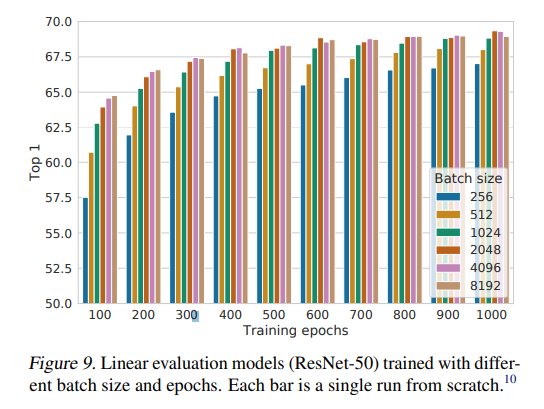 70.0
67.5
65.0
62.5
60.0
57.5
55.0
52.5
50.0
Top 1
Batch size
256
512
1024
2048
4096
8192
100 200 300 400 500 600 700 800 900 1000
Training epochs
Figure 9. Linear evaluation models (ResNet-50) trained with differ-
ent batch size and epochs. Each bar is a single run from scratch.10